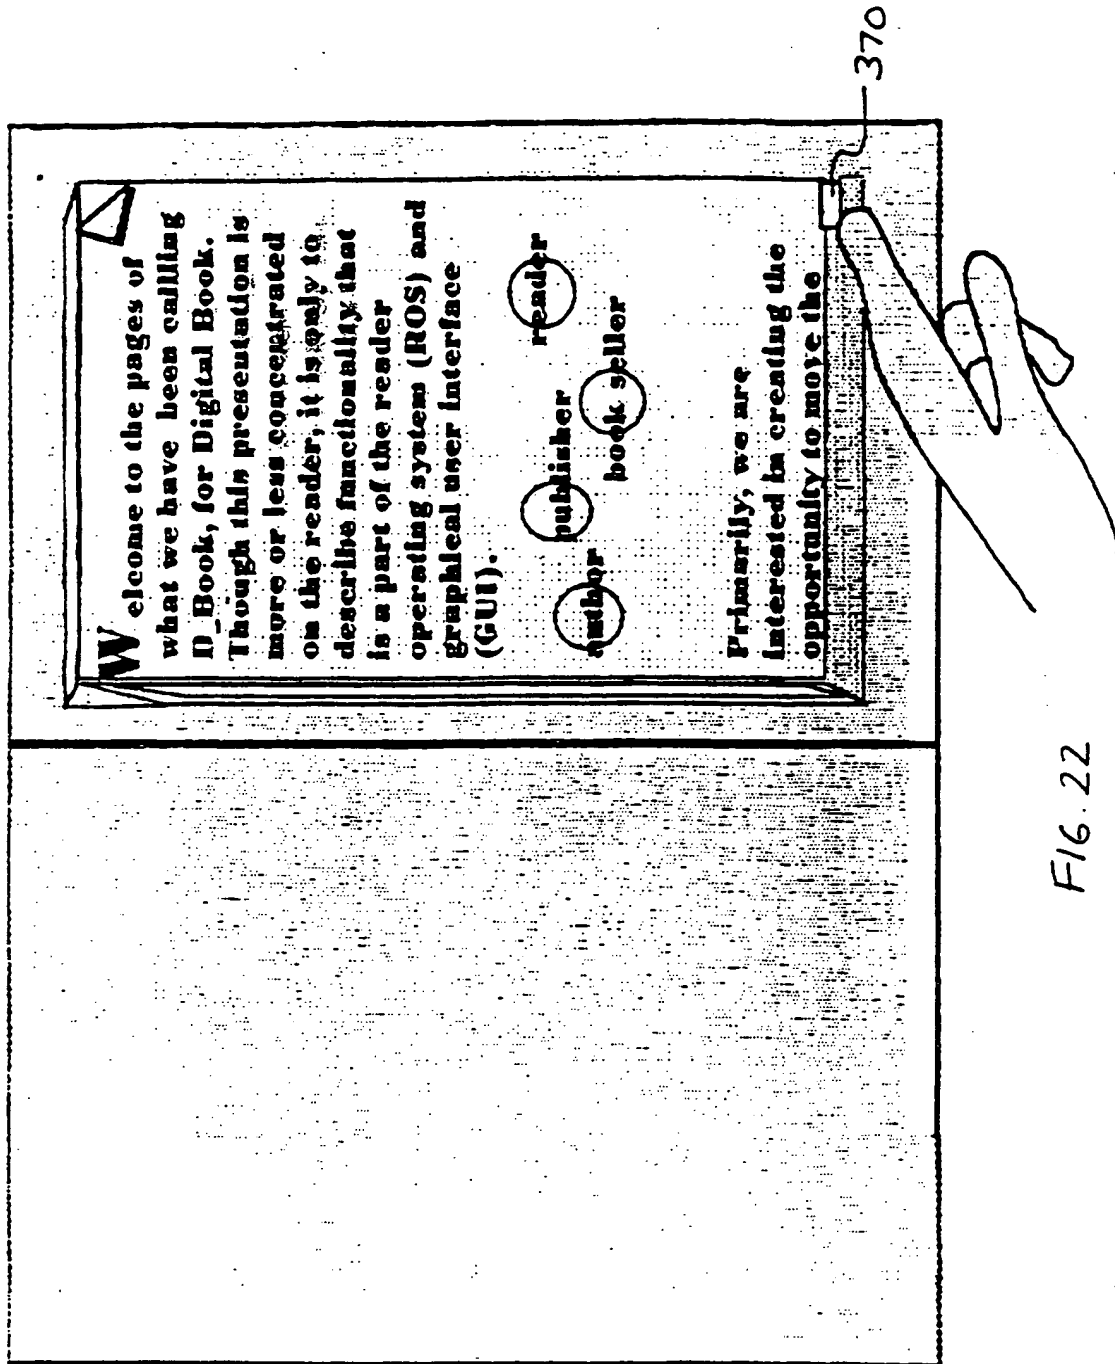 Welcome to the pages of
what we have been callling
D_Book, for Digital Book.
Though this presentation is
more or less concentrated
on the reader, it is only to
describe functionality that
is a part of the reader
operating system (ROS) and
graphical user interface
(GUI).
author
publisher
book seller
reader
Primarily, we are
interested in creating the
opportunity to move the
370
FIG. 22